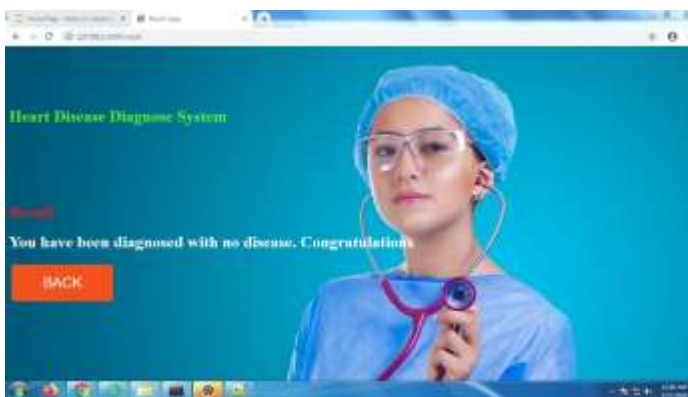 Heart Disease Diagnose System
Result
You have been diagnosed with no disease. Congratulations
BACK